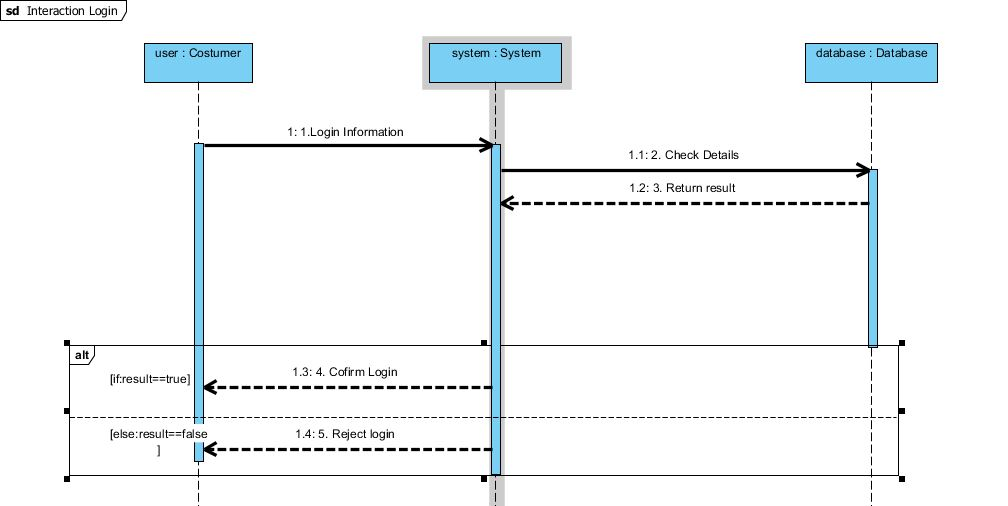 sd Interaction Login
user : Costumer
system : System
database : Database
1: 1.Login Information
1.1: 2. Check Details
1.2: 3. Return result
alt
[if:result==true]
1.3: 4. Cofirm Login
[else:result==false
]
1.4: 5. Reject login